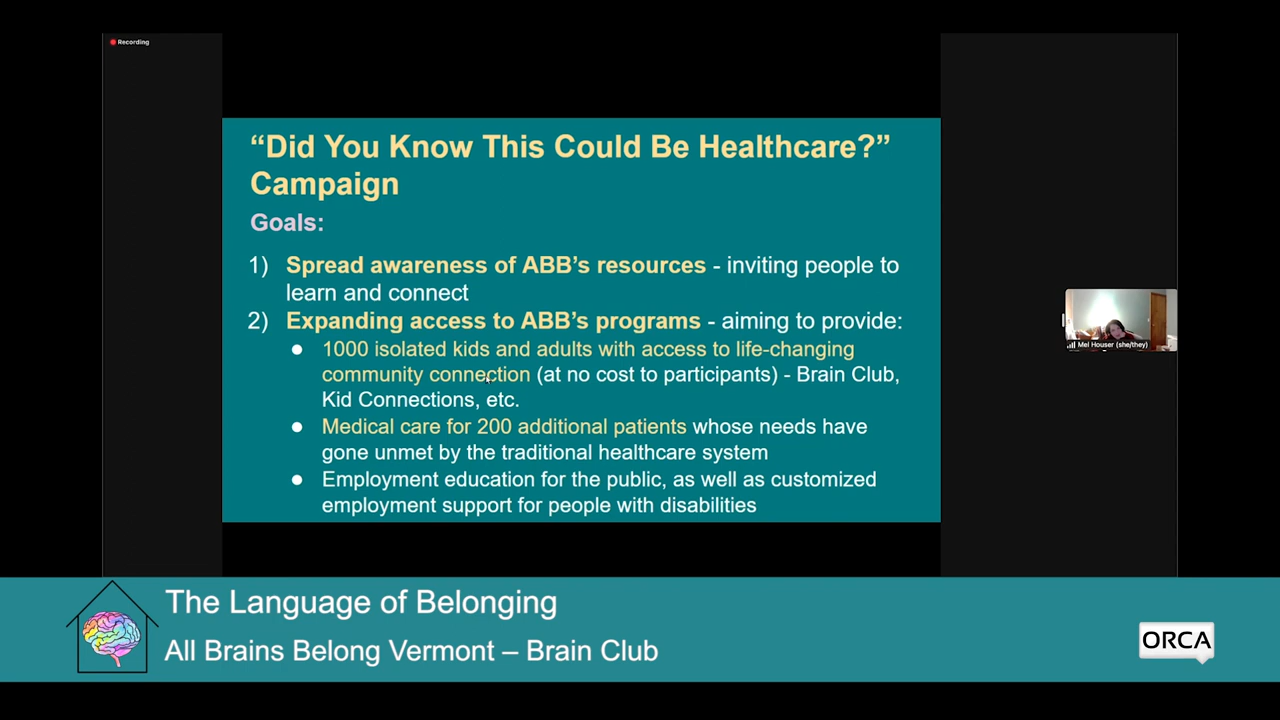 Recording
“Did You Know This Could Be Healthcare?”
Campaign
Goals:
1) Spread awareness of ABB’s resources - inviting people to
learn and connect
2) Expanding access to ABB’s programs - aiming to provide:
● 1000 isolated kids and adults with access to life-changing
community connection (at no cost to participants) - Brain Club,
Kid Connections, etc.
● Medical care for 200 additional patients whose needs have
gone unmet by the traditional healthcare system
● Employment education for the public, as well as customized
employment support for people with disabilities
Mel Houser (she/they)
The Language of Belonging
All Brains Belong Vermont – Brain Club
ORCA